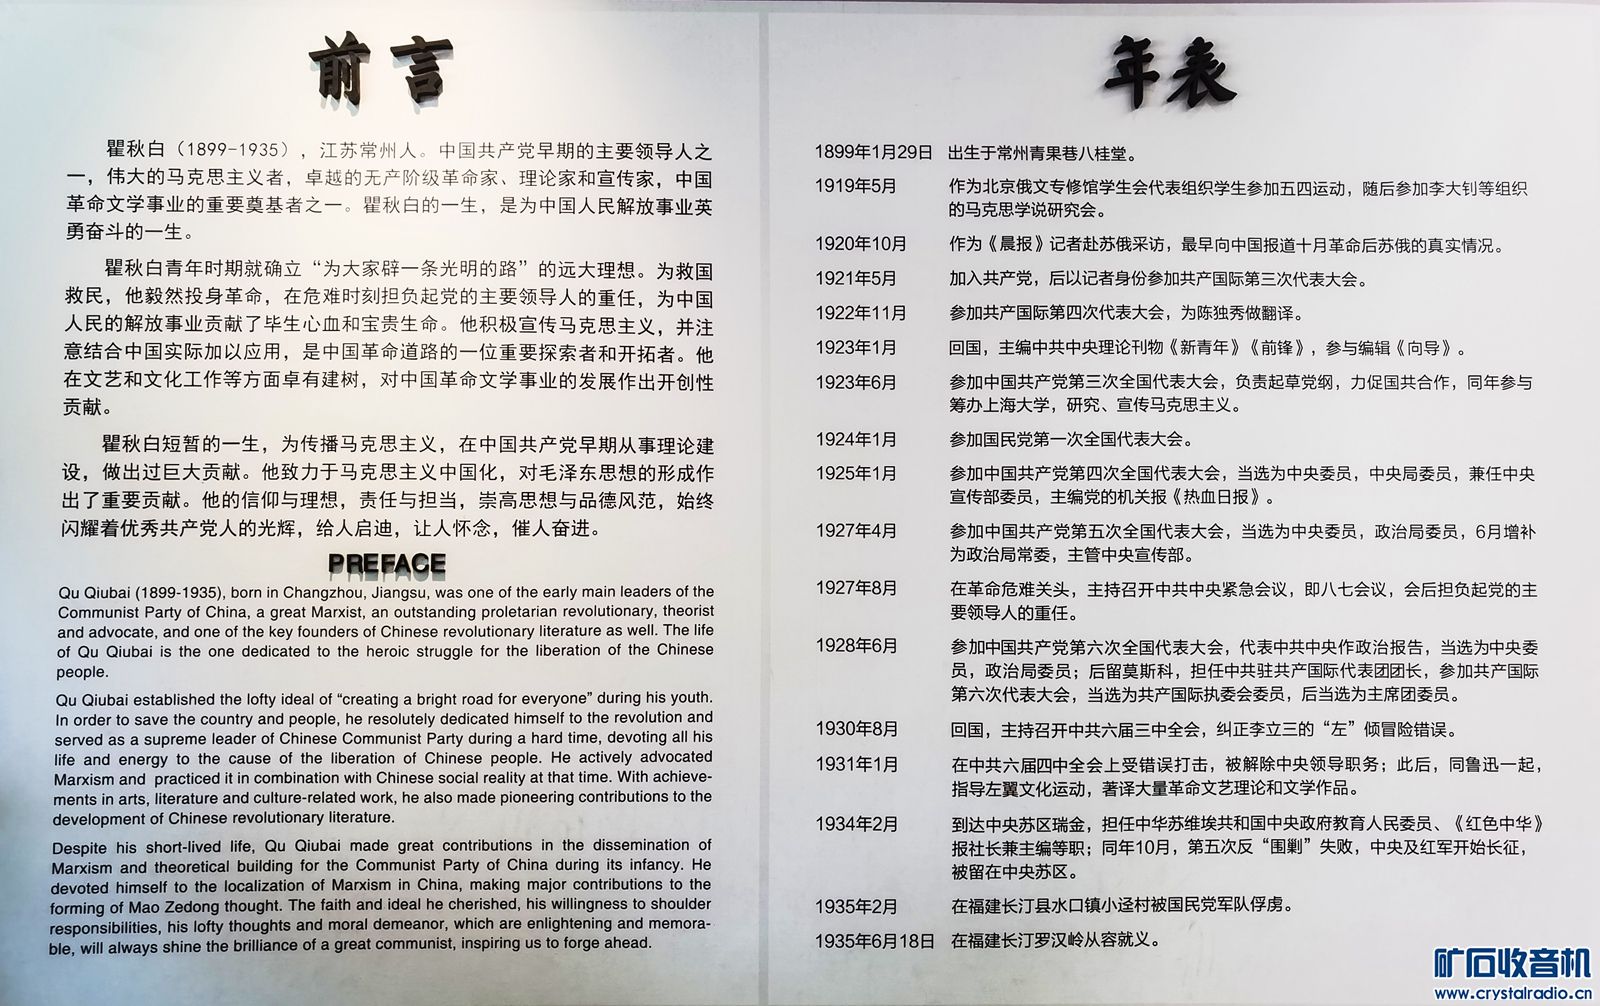 前言
瞿秋白（1899-1935），江苏常州人。中国共产党早期的主要领导人之
一，伟大的马克思主义者，卓越的无产阶级革命家、理论家和宣传家，中国
革命文学事业的重要奠基者之一。瞿秋白的一生，是为中国人民解放事业英
勇奋斗的一生。
瞿秋白青年时期就确立“为大家辟一条光明的路”的远大理想。为救国
救民，他毅然投身革命，在危难时刻担负起党的主要领导人的重任，为中国
人民的解放事业贡献了毕生心血和宝贵生命。他积极宣传马克思主义，并注
意结合中国实际加以应用，是中国革命道路的一位重要探索者和开拓者。他
在文艺和文化工作等方面卓有建树，对中国革命文学事业的发展作出开创性
贡献。
瞿秋白短暂的一生，为传播马克思主义，在中国共产党早期从事理论建
设，做出过巨大贡献。他致力于马克思主义中国化，对毛泽东思想的形成作
出了重要贡献。他的信仰与理想，责任与担当，崇高思想与品德风范，始终
闪耀着优秀共产党人的光辉，给人启迪，让人怀念，催人奋进。
PREFACE
Qu Qiubai (1899-1935), born in Changzhou, Jiangsu, was one of the early main leaders of the
Communist Party of China, a great Marxist, an outstanding proletarian revolutionary, theorist
and advocate, and one of the key founders of Chinese revolutionary literature as well. The life
of Qu Qiubai is the one dedicated to the heroic struggle for the liberation of the Chinese
people.
Qu Qiubai established the lofty ideal of “creating a bright road for everyone” during his youth.
In order to save the country and people, he resolutely dedicated himself to the revolution and
served as a supreme leader of Chinese Communist Party during a hard time, devoting all his
life and energy to the cause of the liberation of Chinese people. He actively advocated
Marxism and practiced it in combination with Chinese social reality at that time. With achieve-
ments in arts, literature and culture-related work, he also made pioneering contributions to the
development of Chinese revolutionary literature.
Despite his short-lived life, Qu Qiubai made great contributions in the dissemination of
Marxism and theoretical building for the Communist Party of China during its infancy. He
devoted himself to the localization of Marxism in China, making major contributions to the
forming of Mao Zedong thought. The faith and ideal he cherished, his willingness to shoulder
responsibilities, his lofty thoughts and moral demeanor, which are enlightening and memora-
ble, will always shine the brilliance of a great communist, inspiring us to forge ahead.
年表
1899年1月29日 出生于常州青果巷八桂堂。
1919年5月 作为北京俄文专修馆学生会代表组织学生参加五四运动，随后参加李大钊等组织
的马克思学说研究会。
1920年10月 作为《晨报》记者赴苏俄采访，最早向中国报道十月革命后苏俄的真实情况。
1921年5月 加入共产党，后以记者身份参加共产国际第三次代表大会。
1922年11月 参加共产国际第四次代表大会，为陈独秀做翻译。
1923年1月 回国，主编中共中央理论刊物《新青年》《前锋》，参与编辑《向导》。
1923年6月 参加中国共产党第三次全国代表大会，负责起草党纲，力促国共合作，同年参与
筹办上海大学，研究、宣传马克思主义。
1924年1月 参加国民党第一次全国代表大会。
1925年1月 参加中国共产党第四次全国代表大会，当选为中央委员，中央局委员，兼任中央
宣传部委员，主编党的机关报《热血日报》。
1927年4月 参加中国共产党第五次全国代表大会，当选为中央委员，政治局委员，6月增补
为政治局常委，主管中央宣传部。
1927年8月 在革命危难关头，主持召开中共中央紧急会议，即八七会议，会后担负起党的主
要领导人的重任。
1928年6月 参加中国共产党第六次全国代表大会，代表中共中央作政治报告，当选为中央委
员，政治局委员；后留莫斯科，担任中共驻共产国际代表团团长，参加共产国际
第六次代表大会，当选为共产国际执委会委员，后当选为主席团委员。
1930年8月 回国，主持召开中共六届三中全会，纠正李立三的“左”倾冒险错误。
1931年1月 在中共六届四中全会上受错误打击，被解除中央领导职务；此后，同鲁迅一起，
指导左翼文化运动，著译大量革命文艺理论和文学作品。
1934年2月 到达中央苏区瑞金，担任中华苏维埃共和国中央政府教育人民委员、《红色中华》
报社长兼主编等职；同年10月，第五次反“围剿”失败，中央及红军开始长征，
被留在中央苏区。
1935年2月 在福建长汀县水口镇小迳村被国民党军队俘虏。
1935年6月18日 在福建长汀罗汉岭从容就义。
矿石收音机
www.crystalradio.cn